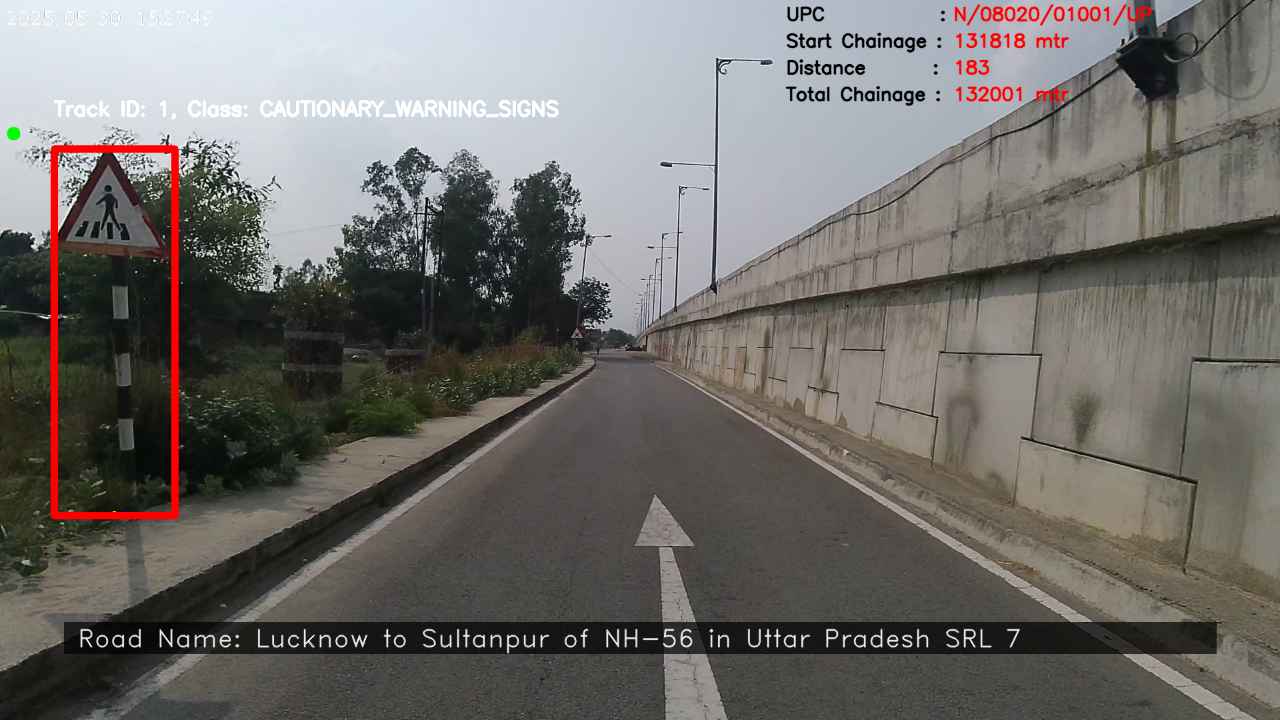 2025.05.30 15:27:45
UPC : N/08020/01001/UP
Start Chainage : 131818 mtr
Distance : 183
Total Chainage : 132001 mtr
Track ID: 1, Class: CAUTIONARY_WARNING_SIGNS
Road Name: Lucknow to Sultanpur of NH-56 in Uttar Pradesh SRL 7